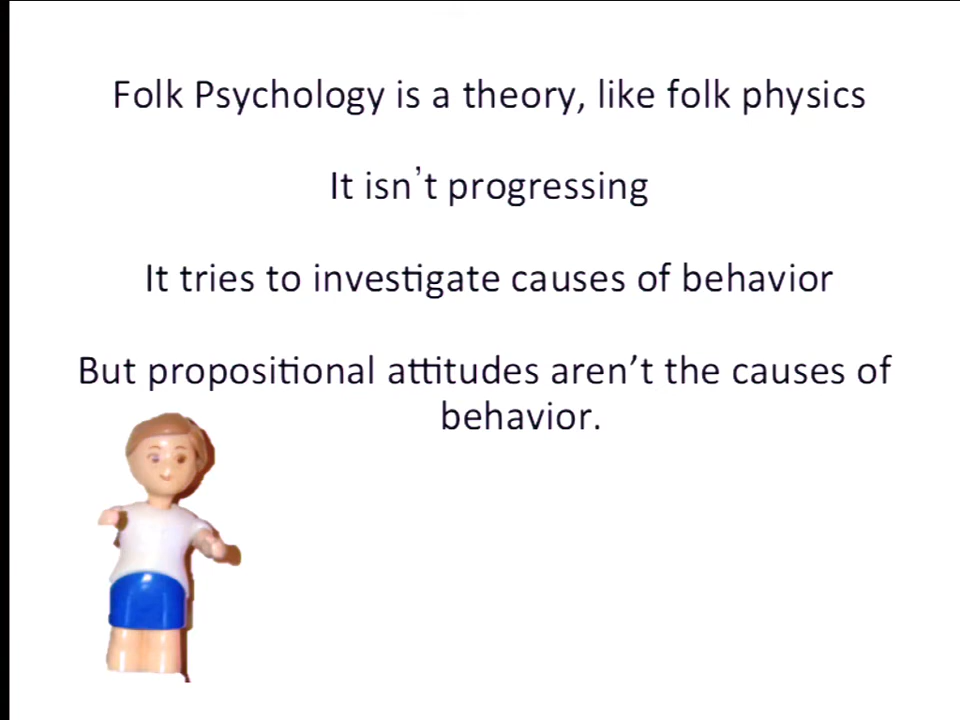 Folk Psychology is a theory, like folk physics
It isn’t progressing
It tries to investigate causes of behavior
But propositional attitudes aren’t the causes of
behavior.